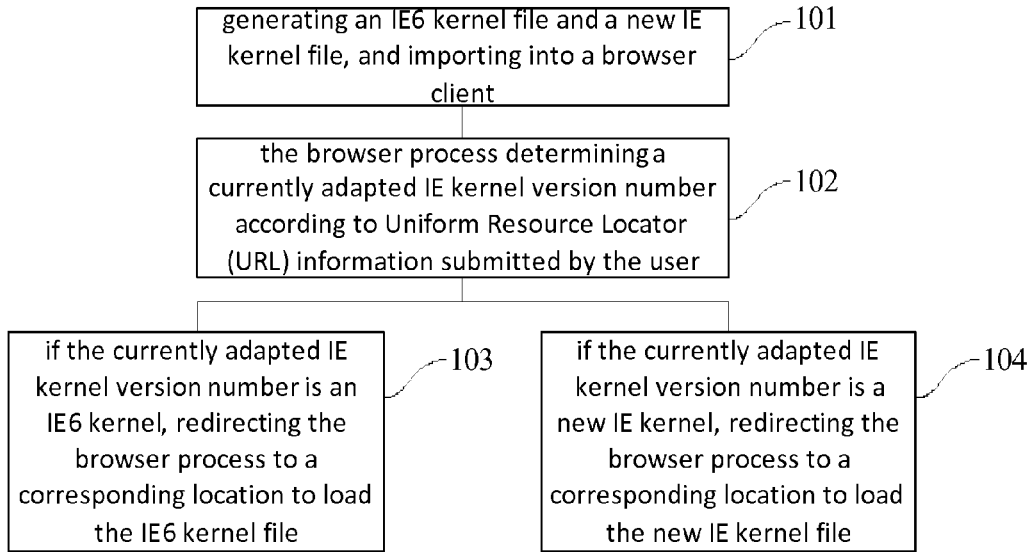 generating an IE6 kernel file and a new IE
kernel file, and importing into a browser
client
101
the browser process determining a
currently adapted IE kernel version number
according to Uniform Resource Locator
(URL) information submitted by the user
102
if the currently adapted IE
kernel version number is an
IE6 kernel, redirecting the
browser process to a
corresponding location to load
the IE6 kernel file
103
if the currently adapted IE
kernel version number is a
new IE kernel, redirecting the
browser process to a
corresponding location to load
the new IE kernel file
104